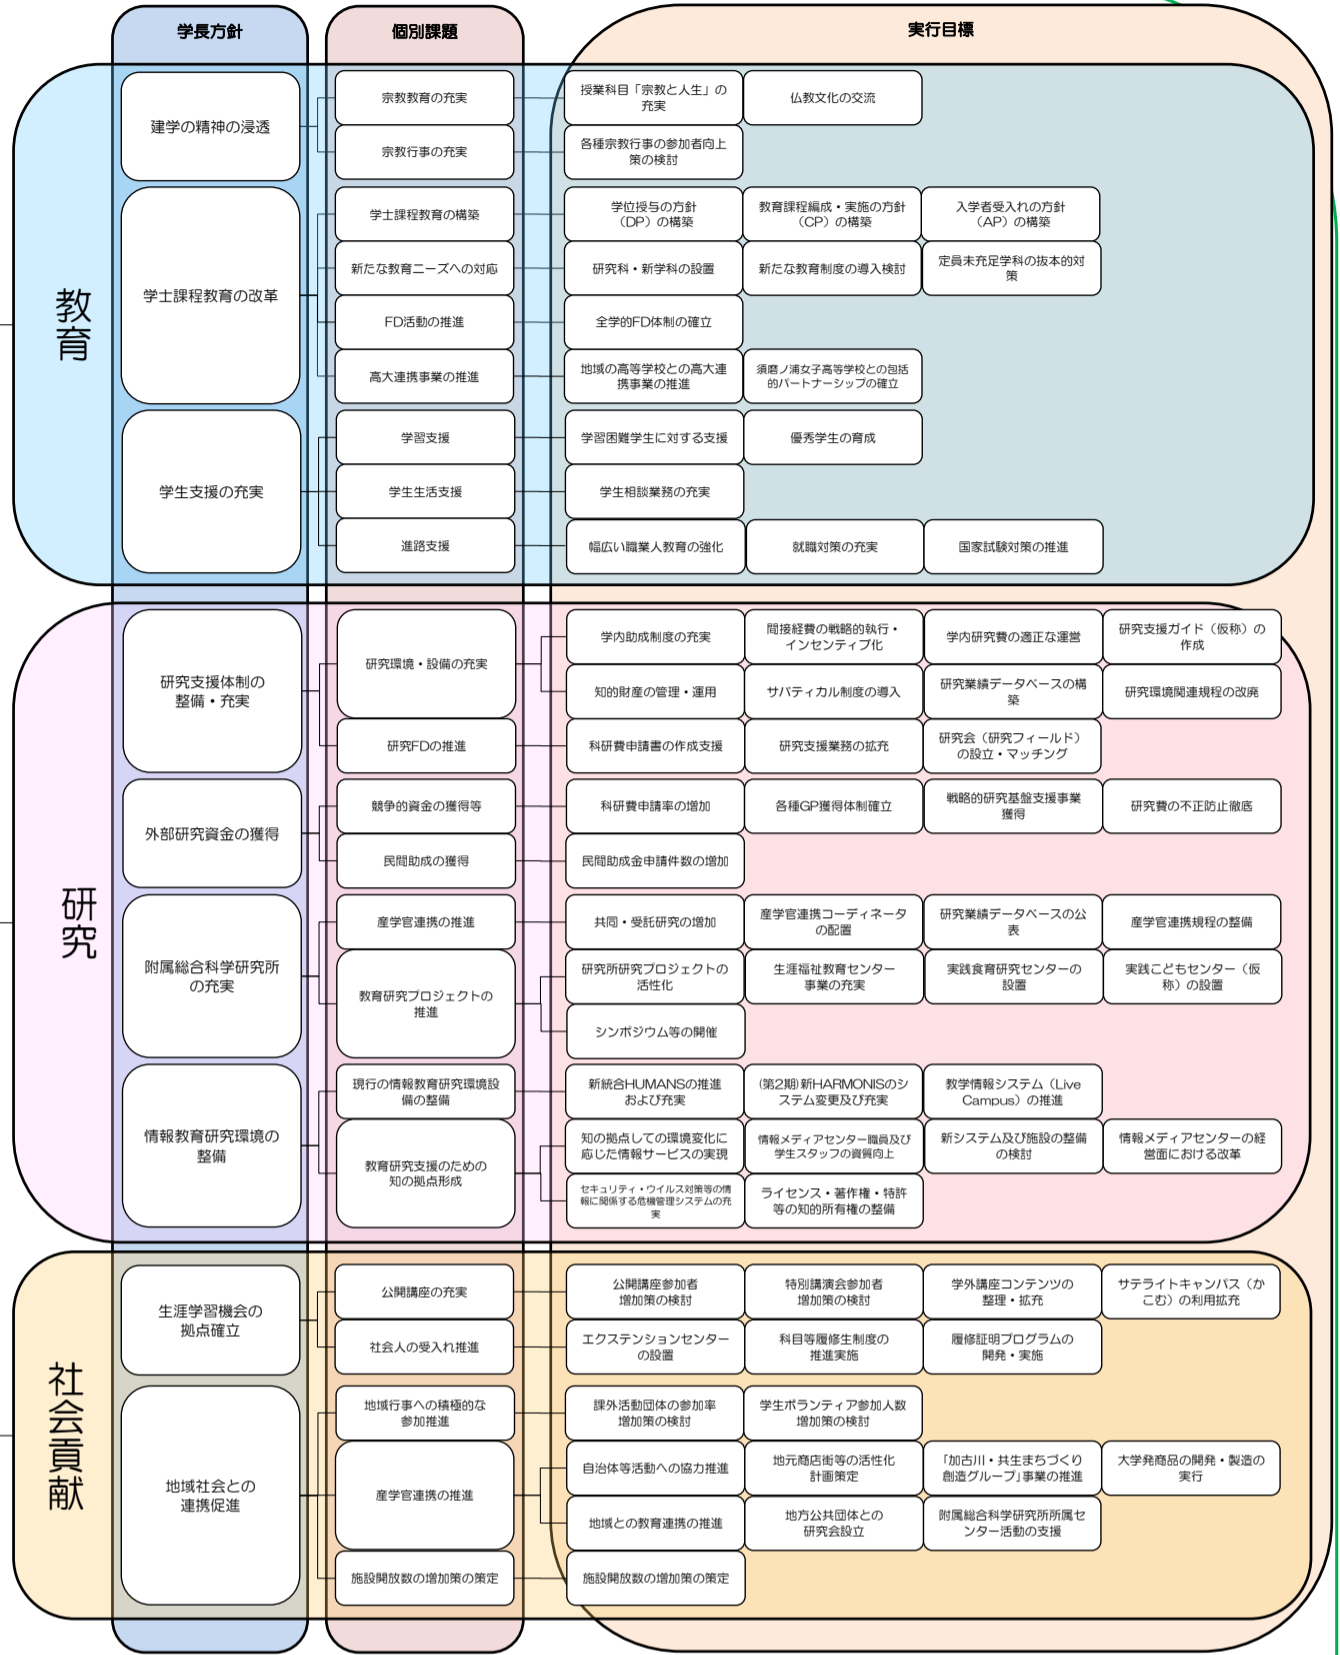 学長方針
個別課題
実行目標
教育
建学の精神の浸透
宗教教育の充実
授業科目「宗教と人生」の
充実
仏教文化の交流
宗教行事の充実
各種宗教行事の参加者向上
策の検討
学士課程教育の改革
学士課程教育の構築
学位授与の方針
（DP）の構築
教育課程編成・実施の方針
（CP）の構築
入学者受入れの方針
（AP）の構築
新たな教育ニーズへの対応
研究科・新学科の設置
新たな教育制度の導入検討
定員未充足学科の抜本的対
策
FD活動の推進
全学的FD体制の確立
高大連携事業の推進
地域の高等学校との高大連
携事業の推進
須磨ノ浦女子高等学校との包括
的パートナーシップの確立
学生支援の充実
学習支援
学習困難学生に対する支援
優秀学生の育成
学生生活支援
学生相談業務の充実
進路支援
幅広い職業人教育の強化
就職対策の充実
国家試験対策の推進
研究
研究支援体制の
整備・充実
研究環境・設備の充実
学内助成制度の充実
間接経費の戦略的執行・
インセンティブ化
学内研究費の適正な運営
研究支援ガイド（仮称）の
作成
知的財産の管理・運用
サバティカル制度の導入
研究業績データベースの構
築
研究環境関連規程の改廃
研究FDの推進
科研費申請書の作成支援
研究支援業務の拡充
研究会（研究フィールド）
の設立・マッチング
外部研究資金の獲得
競争的資金の獲得等
科研費申請率の増加
各種GP獲得体制確立
戦略的研究基盤支援事業
獲得
研究費の不正防止徹底
民間助成の獲得
民間助成金申請件数の増加
附属総合科学研究所
の充実
産学官連携の推進
共同・受託研究の増加
産学官連携コーディネータ
の配置
研究業績データベースの公
表
産学官連携規程の整備
教育研究プロジェクトの
推進
研究所研究プロジェクトの
活性化
生涯福祉教育センター
事業の充実
実践食育研究センターの
設置
実践こどもセンター（仮
称）の設置
シンポジウム等の開催
情報教育研究環境の
整備
現行の情報教育研究環境設
備の整備
新統合HUMANSの推進
および充実
(第2期)新HARMONISのシ
ステム変更及び充実
教学情報システム（Live
Campus）の推進
教育研究支援のための
知の拠点形成
知の拠点しての環境変化に
応じた情報サービスの実現
情報メディアセンター職員及び
学生スタッフの資質向上
新システム及び施設の整備
の検討
情報メディアセンターの経
営面における改革
セキュリティ・ウイルス対策等の情
報に関係する危機管理システムの充
実
ライセンス・著作権・特許
等の知的所有権の整備
社会貢献
生涯学習機会の
拠点確立
公開講座の充実
公開講座参加者
増加策の検討
特別講演会参加者
増加策の検討
学外講座コンテンツの
整理・拡充
サテライトキャンパス（か
こむ）の利用拡充
社会人の受入れ推進
エクステンションセンター
の設置
科目等履修生制度の
推進実施
履修証明プログラムの
開発・実施
地域社会との
連携促進
地域行事への積極的な
参加推進
課外活動団体の参加率
増加策の検討
学生ボランティア参加人数
増加策の検討
産学官連携の推進
自治体等活動への協力推進
地元商店街等の活性化
計画策定
「加古川・共生まちづくり
創造グループ」事業の推進
大学発商品の開発・製造の
実行
地域との教育連携の推進
地方公共団体との
研究会設立
附属総合科学研究所所属セ
ンター活動の支援
施設開放数の増加策の策定
施設開放数の増加策の策定